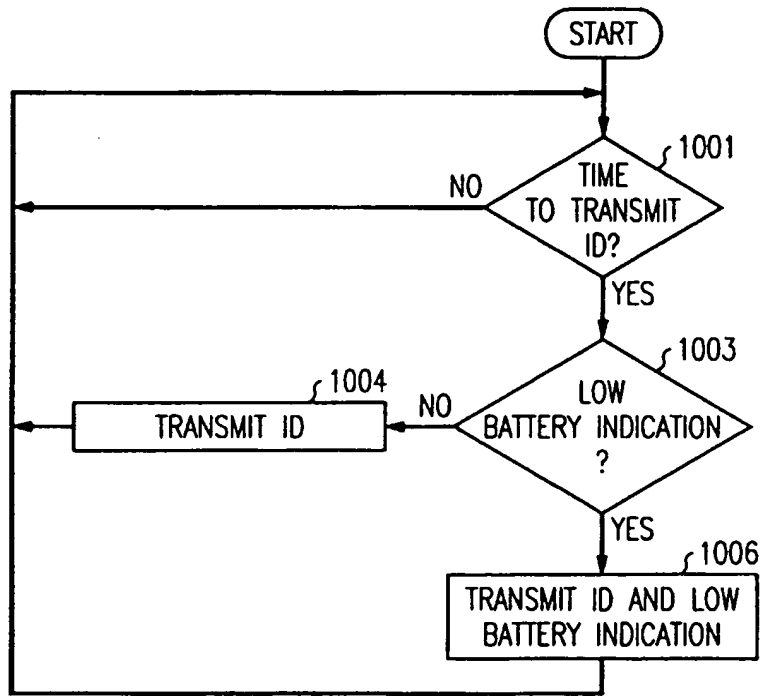 START
1001
NO
TIME
TO TRANSMIT
ID?
YES
1003
1004
NO
LOW
BATTERY INDICATION
?
TRANSMIT ID
YES
1006
TRANSMIT ID AND LOW
BATTERY INDICATION